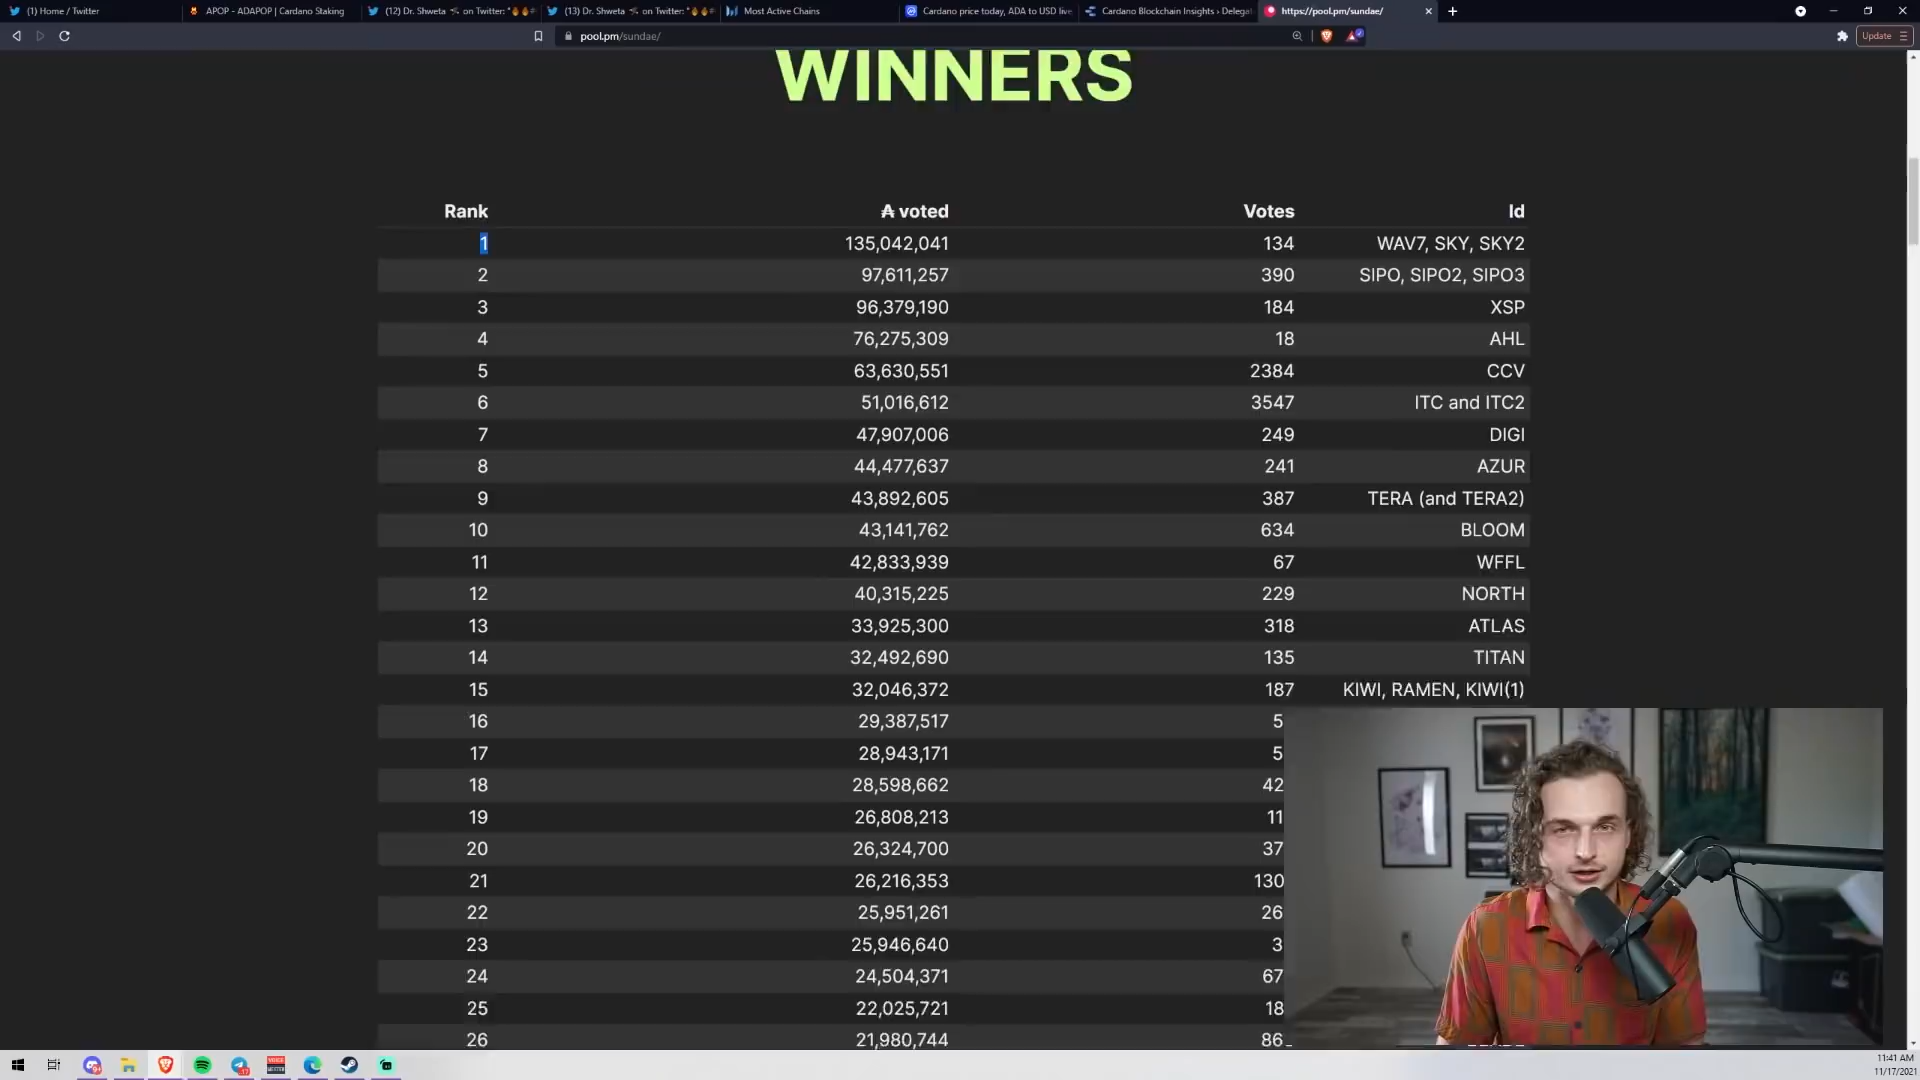 (1) Home / Twitter
APOP - ADAPOP | Cardano Staking
(12) Dr. Shweta 🛩 on Twitter: "🔥🔥
(13) Dr. Shweta 🛩 on Twitter: "🔥🔥
Most Active Chains
Cardano price today, ADA to USD live
Cardano Blockchain Insights › Delega
https://pool.pm/sundae/
pool.pm/sundae/
Update
WINNERS
Rank ₳ voted Votes Id
1 135,042,041 134 WAV7, SKY, SKY2
2 97,611,257 390 SIPO, SIPO2, SIPO3
3 96,379,190 184 XSP
4 76,275,309 18 AHL
5 63,630,551 2384 CCV
6 51,016,612 3547 ITC and ITC2
7 47,907,006 249 DIGI
8 44,477,637 241 AZUR
9 43,892,605 387 TERA (and TERA2)
10 43,141,762 634 BLOOM
11 42,833,939 67 WFFL
12 40,315,225 229 NORTH
13 33,925,300 318 ATLAS
14 32,492,690 135 TITAN
15 32,046,372 187 KIWI, RAMEN, KIWI(1)
16 29,387,517 5
17 28,943,171 5
18 28,598,662 42
19 26,808,213 11
20 26,324,700 37
21 26,216,353 130
22 25,951,261 26
23 25,946,640 3
24 24,504,371 67
25 22,025,721 18
26 21,980,744 86
11:41 AM
11/17/2021